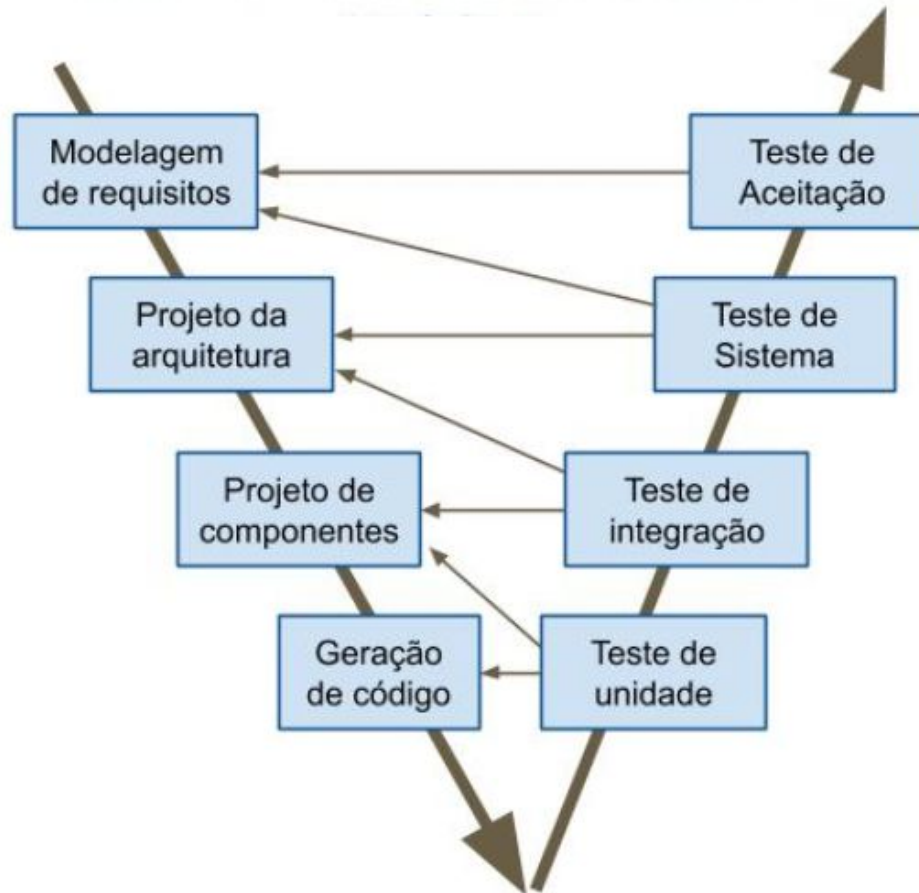 Modelagem
de requisitos
Teste de
Aceitação
Projeto da
arquitetura
Teste de
Sistema
Projeto de
componentes
Teste de
integração
Geração
de código
Teste de
unidade